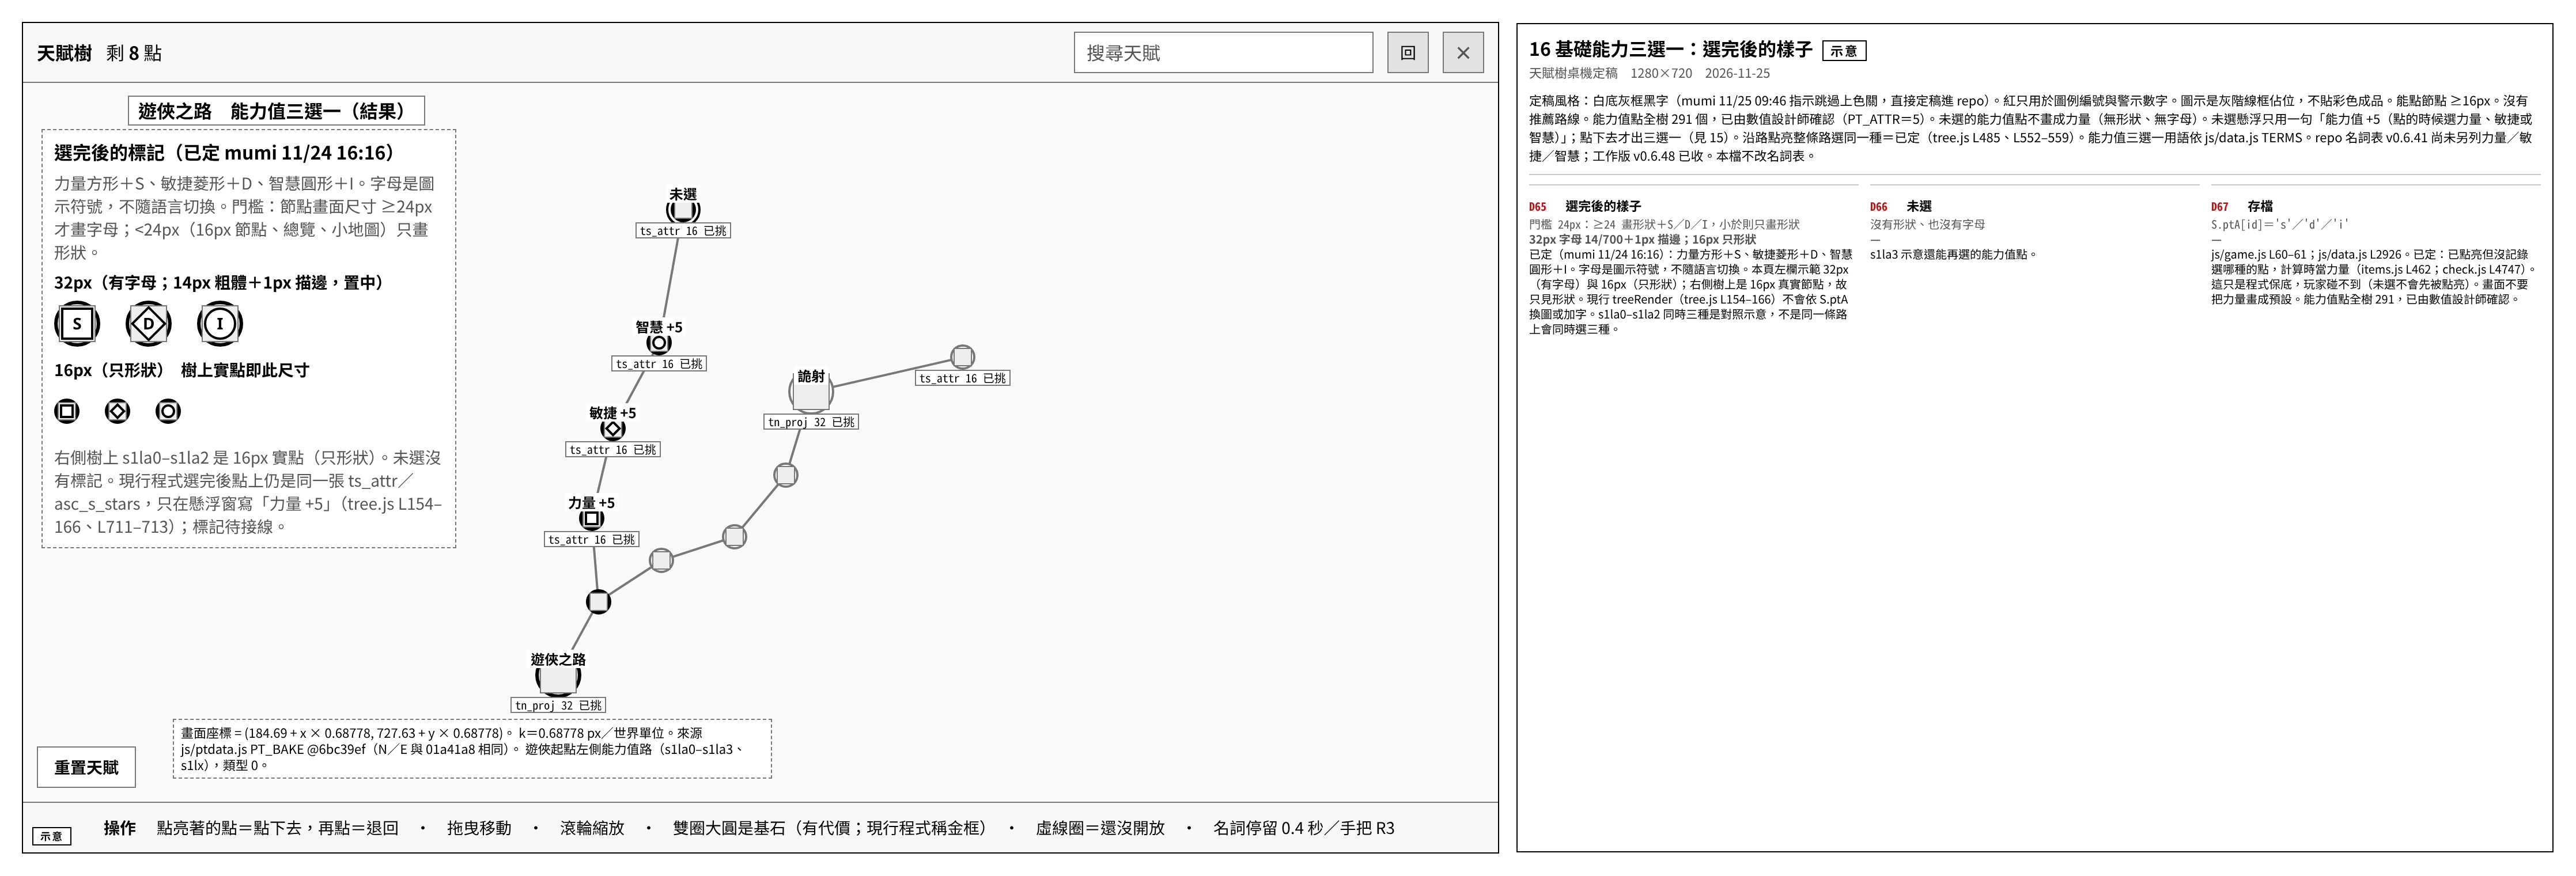 天賦樹 剩 8 點
搜尋天賦
回
×
遊俠之路 能力值三選一（結果）
選完後的標記（已定 mumi 11/24 16:16）
力量方形＋S、敏捷菱形＋D、智慧圓形＋I。字母是圖
示符號，不隨語言切換。門檻：節點畫面尺寸 ≥24px
才畫字母；<24px（16px 節點、總覽、小地圖）只畫
形狀。
32px（有字母；14px 粗體＋1px 描邊，置中）
S
D
I
16px（只形狀） 樹上實點即此尺寸
右側樹上 s1la0–s1la2 是 16px 實點（只形狀）。未選沒
有標記。現行程式選完後點上仍是同一張 ts_attr／
asc_s_stars，只在懸浮窗寫「力量 +5」（tree.js L154–
166、L711–713）；標記待接線。
未選
ts_attr 16 已挑
智慧 +5
ts_attr 16 已挑
敏捷 +5
ts_attr 16 已挑
力量 +5
ts_attr 16 已挑
詭射
tn_proj 32 已挑
ts_attr 16 已挑
遊俠之路
tn_proj 32 已挑
畫面座標 = (184.69 + x × 0.68778, 727.63 + y × 0.68778)。 k＝0.68778 px／世界單位。來源
js/ptdata.js PT_BAKE @6bc39ef（N／E 與 01a41a8 相同）。 遊俠起點左側能力值路（s1la0–s1la3、
s1lx），類型 0。
重置天賦
示意
操作 點亮著的點＝點下去，再點＝退回 · 拖曳移動 · 滾輪縮放 · 雙圈大圓是基石（有代價；現行程式稱金框） · 虛線圈＝還沒開放 · 名詞停留 0.4 秒／手把 R3
16 基礎能力三選一：選完後的樣子 示意
天賦樹桌機定稿 1280×720 2026-11-25
定稿風格：白底灰框黑字（mumi 11/25 09:46 指示跳過上色關，直接定稿進 repo）。紅只用於圖例編號與警示數字。圖示是灰階線框佔位，不貼彩色成品。能點節點 ≥16px。沒有
推薦路線。能力值點全樹 291 個，已由數值設計師確認（PT_ATTR＝5）。未選的能力值點不畫成力量（無形狀、無字母）。未選懸浮只用一句「能力值 +5（點的時候選力量、敏捷或
智慧）」；點下去才出三選一（見 15）。沿路點亮整條路選同一種＝已定（tree.js L485、L552–559）。能力值三選一用語依 js/data.js TERMS。repo 名詞表 v0.6.41 尚未另列力量／敏
捷／智慧；工作版 v0.6.48 已收。本檔不改名詞表。
D65 選完後的樣子
門檻 24px：≥24 畫形狀＋S／D／I，小於則只畫形狀
32px 字母 14/700＋1px 描邊；16px 只形狀
已定（mumi 11/24 16:16）：力量方形＋S、敏捷菱形＋D、智慧
圓形＋I。字母是圖示符號，不隨語言切換。本頁左欄示範 32px
（有字母）與 16px（只形狀）；右側樹上是 16px 真實節點，故
只見形狀。現行 treeRender（tree.js L154–166）不會依 S.ptA
換圖或加字。s1la0–s1la2 同時三種是對照示意，不是同一條路
上會同時選三種。
D66 未選
沒有形狀、也沒有字母
—
s1la3 示意還能再選的能力值點。
D67 存檔
S.ptA[id]＝'s'／'d'／'i'
—
js/game.js L60–61；js/data.js L2926。已定：已點亮但沒記錄
選哪種的點，計算時當力量（items.js L462；check.js L4747）。
這只是程式保底，玩家碰不到（未選不會先被點亮）。畫面不要
把力量畫成預設。能力值點全樹 291，已由數值設計師確認。